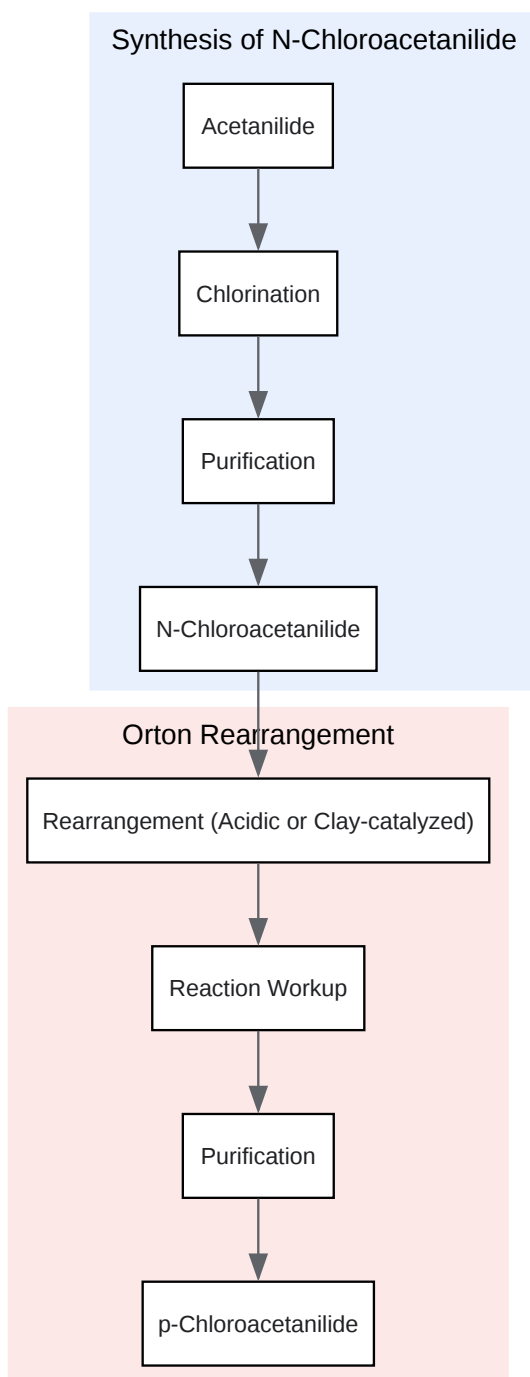 Synthesis of N-Chloroacetanilide
Acetanilide
Chlorination
Purification
N-Chloroacetanilide
Orton Rearrangement
Rearrangement (Acidic or Clay-catalyzed)
Reaction Workup
Purification
p-Chloroacetanilide